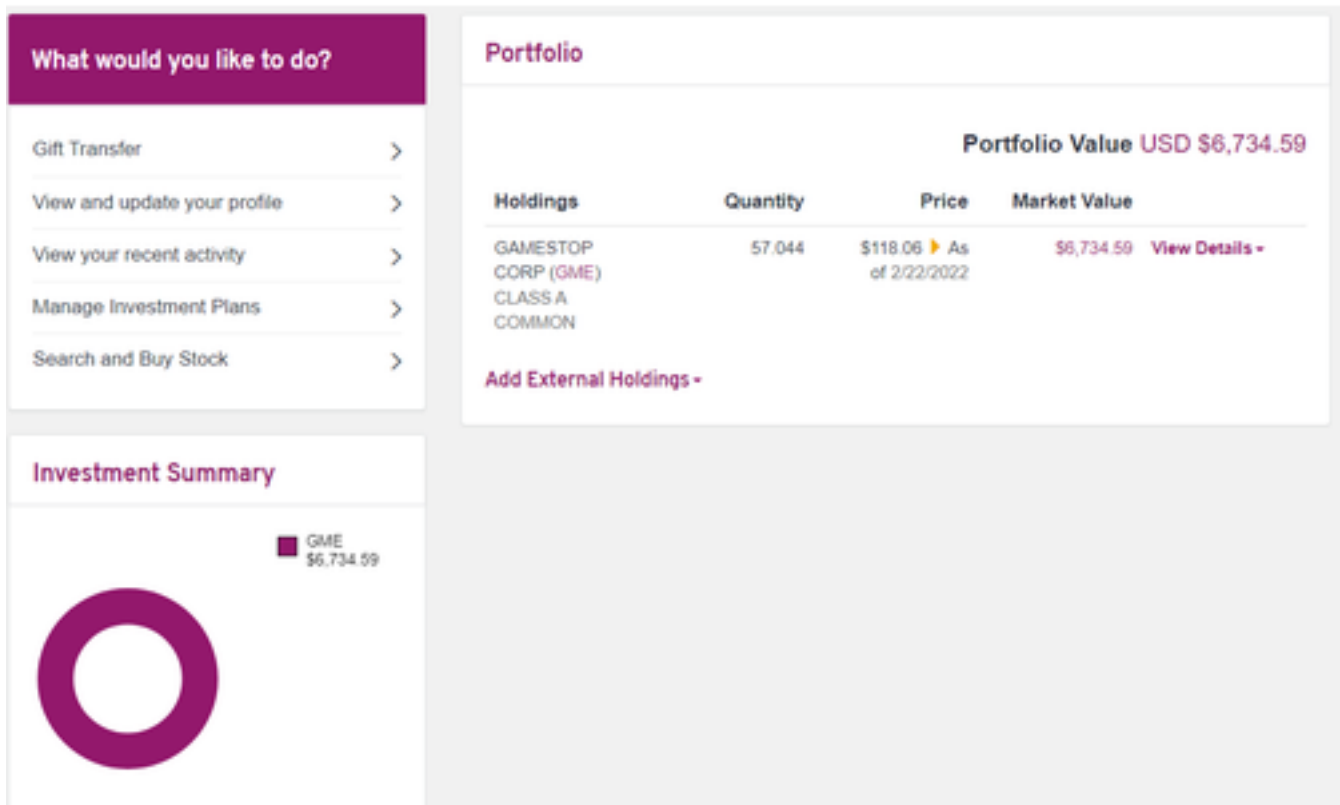 What would you like to do?
Gift Transfer
View and update your profile
View your recent activity
Manage Investment Plans
Search and Buy Stock
Portfolio
Portfolio Value USD $6,734.59
Holdings Quantity Price Market Value
GAMESTOP 57.044 $118.06 As $6,734.59 View Details
CORP (GME) of 2/22/2022
CLASS A
COMMON
Add External Holdings
Investment Summary
GME
$6,734.59